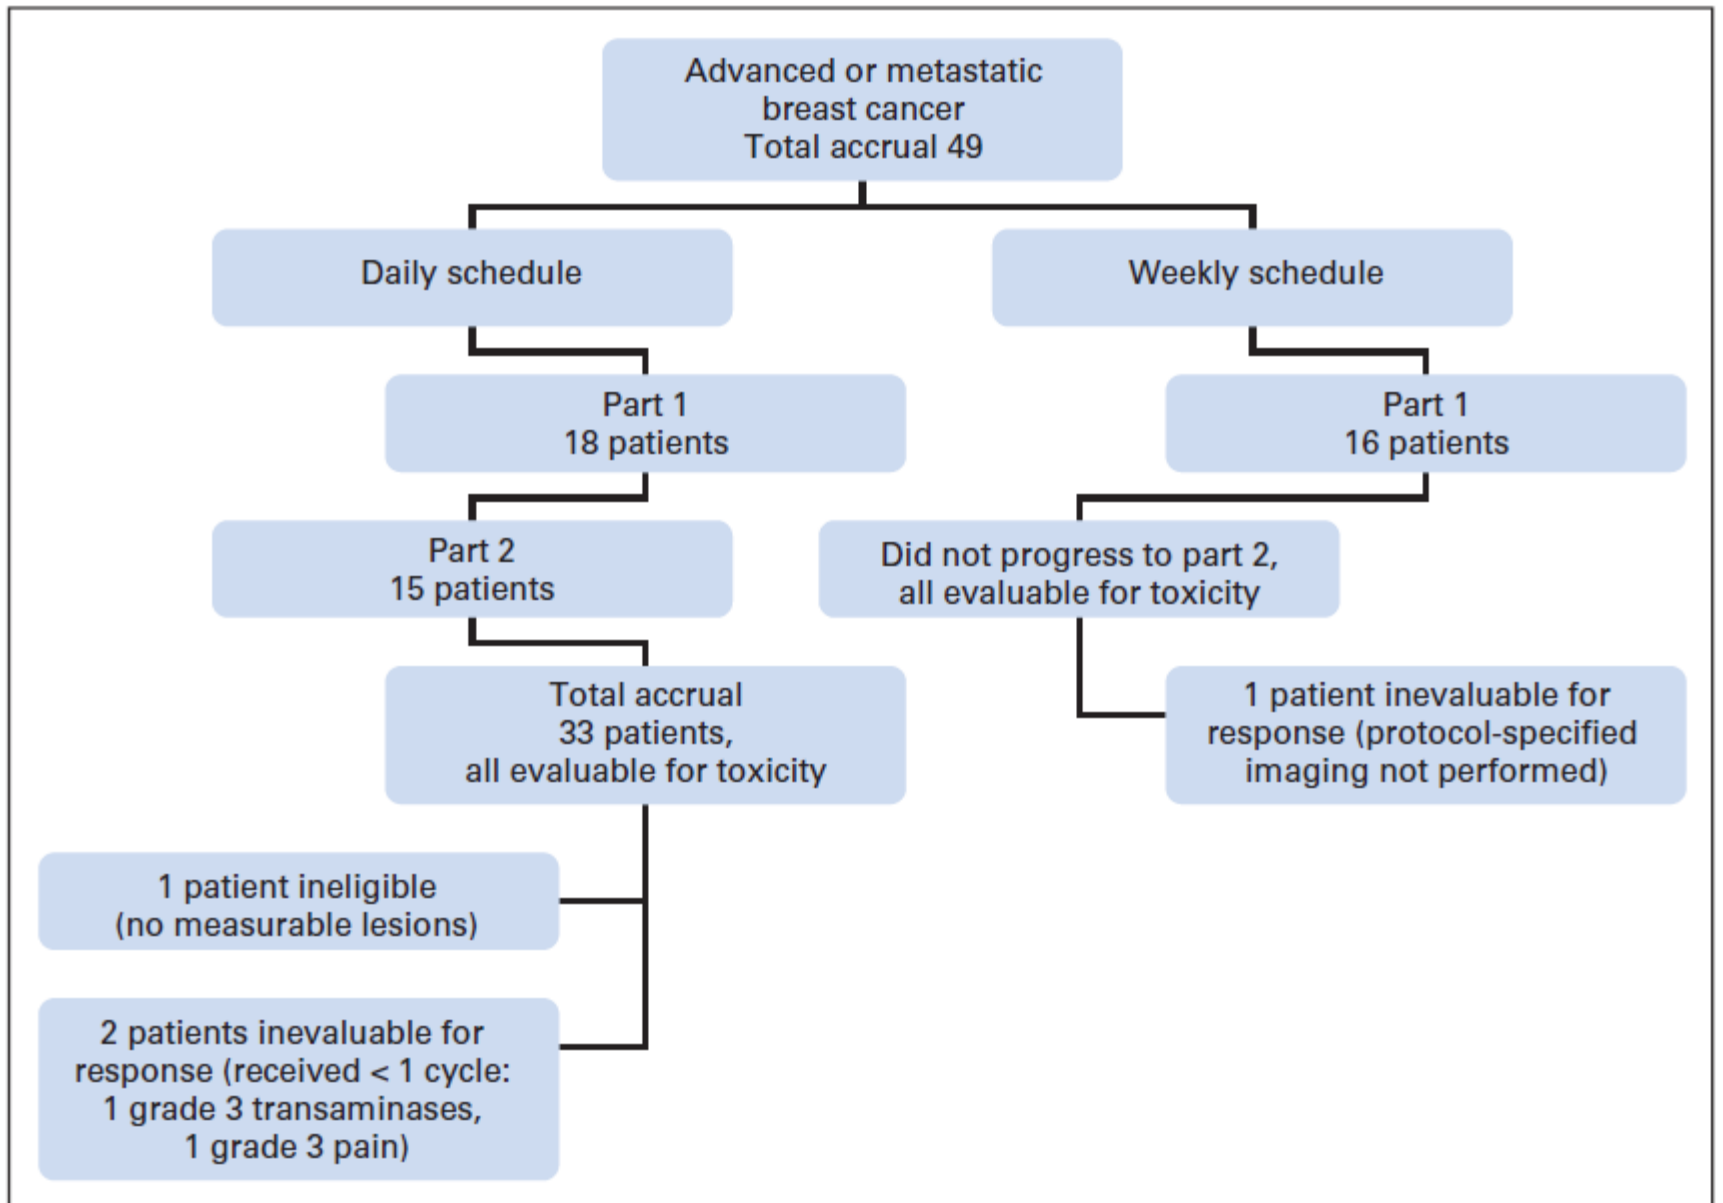 Advanced or metastatic
breast cancer
Total accrual 49
Daily schedule
Weekly schedule
Part 1
18 patients
Part 1
16 patients
Part 2
15 patients
Did not progress to part 2,
all evaluable for toxicity
Total accrual
33 patients,
all evaluable for toxicity
1 patient inevaluable for
response (protocol-specified
imaging not performed)
1 patient ineligible
(no measurable lesions)
2 patients inevaluable for
response (received < 1 cycle:
1 grade 3 transaminases,
1 grade 3 pain)